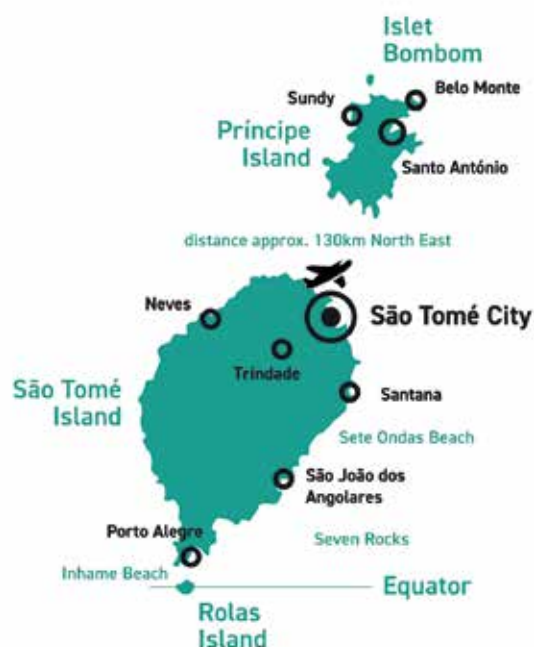 Islet
Bombom
Belo Monte
Sundy
Príncipe
Island
Santo António
distance approx. 130km North East
Neves
São Tomé City
Trindade
São Tomé
Island
Santana
Sete Ondas Beach
São João dos
Angolares
Porto Alegre
Seven Rocks
Inhame Beach
Equator
Rolas
Island